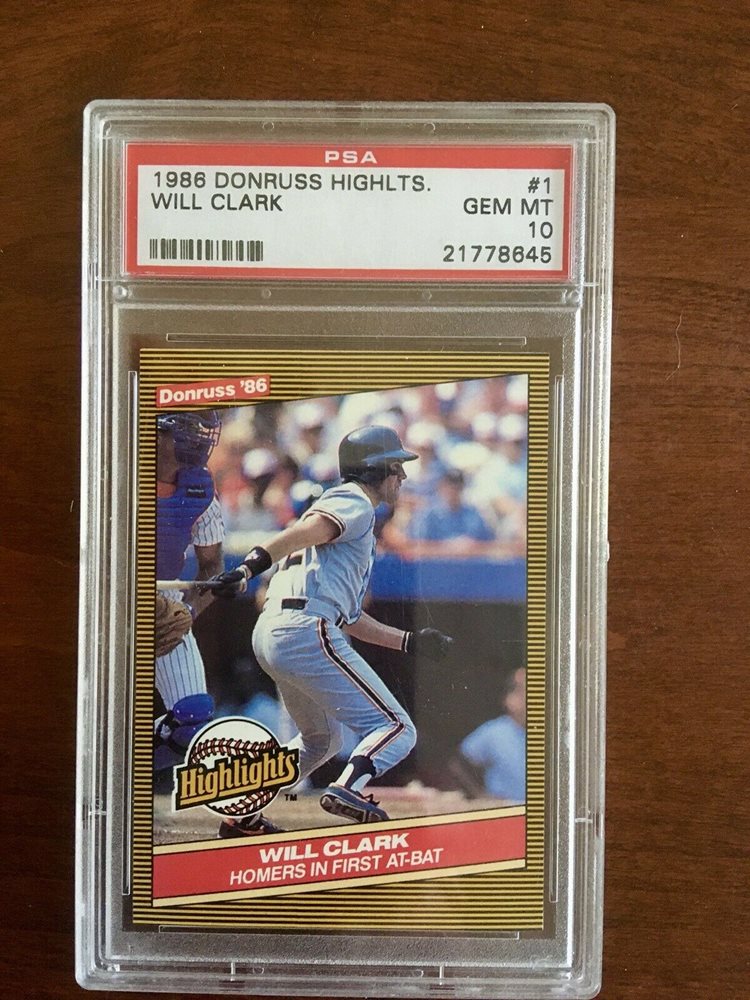 PSA
1986 DONRUSS HIGHLTS. #1
WILL CLARK GEM MT
10
21778645
Donruss '86
Highlights
TM
WILL CLARK
HOMERS IN FIRST AT-BAT